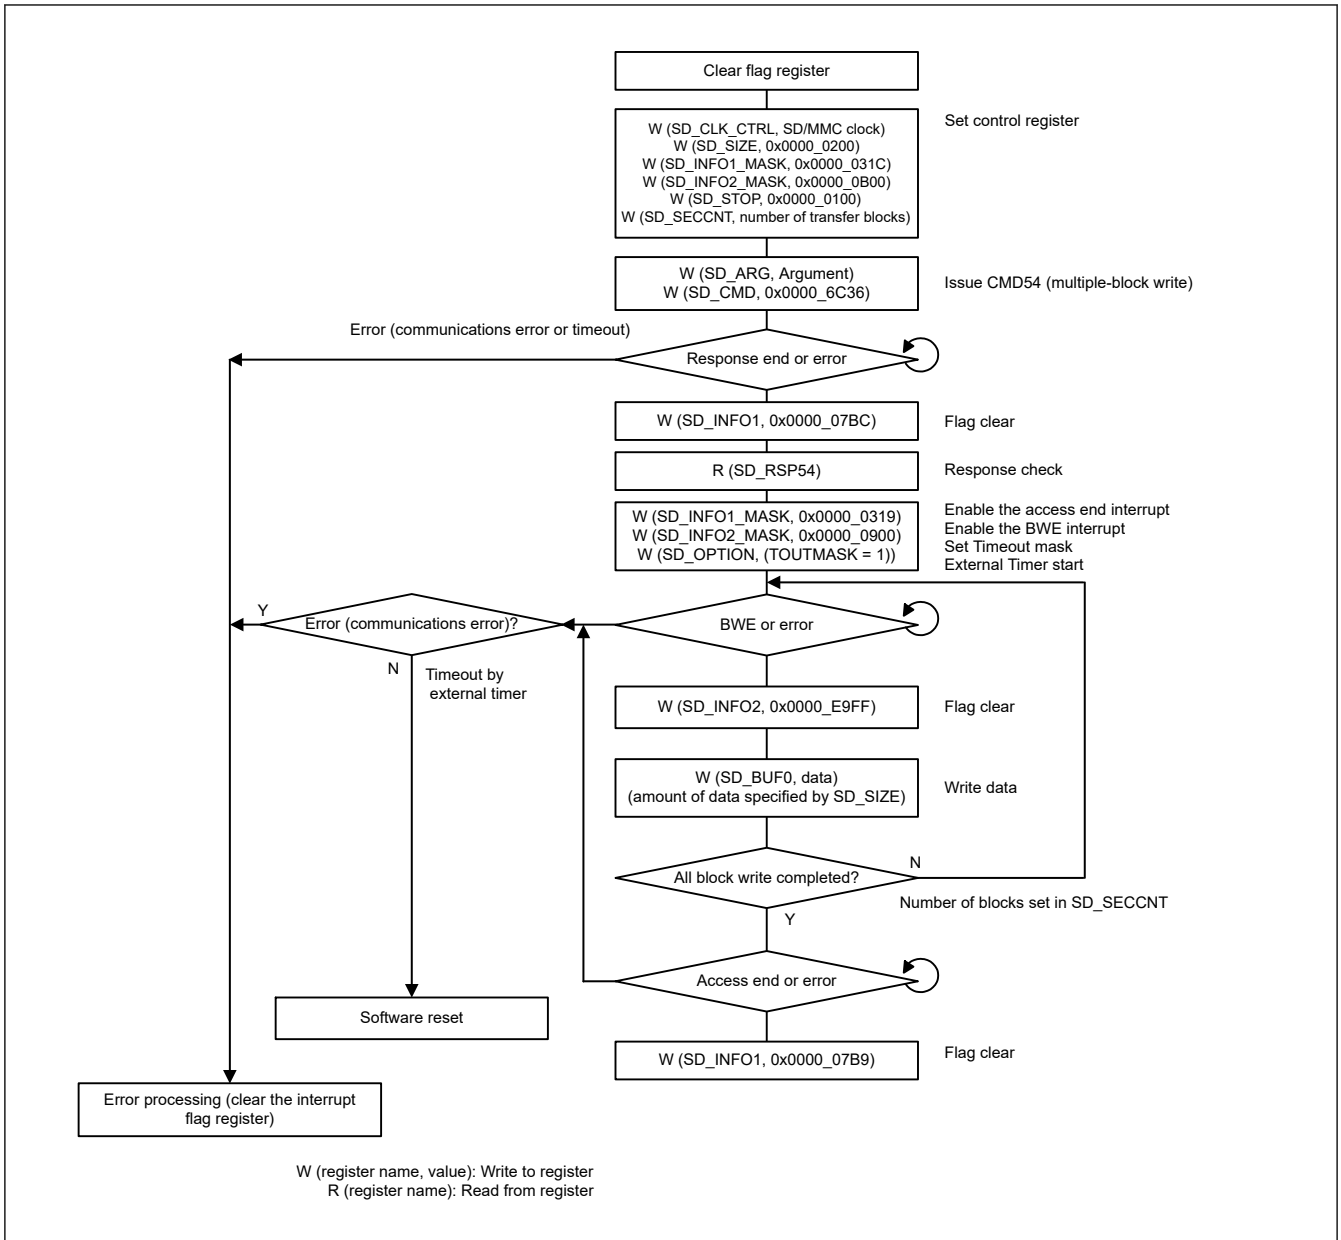 Clear flag register
W (SD_CLK_CTRL, SD/MMC clock)
W (SD_SIZE, 0x0000_0200)
W (SD_INFO1_MASK, 0x0000_031C)
W (SD_INFO2_MASK, 0x0000_0B00)
W (SD_STOP, 0x0000_0100)
W (SD_SECCNT, number of transfer blocks)
Set control register
W (SD_ARG, Argument)
W (SD_CMD, 0x0000_6C36)
Issue CMD54 (multiple-block write)
Error (communications error or timeout)
Response end or error
W (SD_INFO1, 0x0000_07BC)
Flag clear
R (SD_RSP54)
Response check
W (SD_INFO1_MASK, 0x0000_0319)
W (SD_INFO2_MASK, 0x0000_0900)
W (SD_OPTION, (TOUTMASK = 1))
Enable the access end interrupt
Enable the BWE interrupt
Set Timeout mask
External Timer start
Y
Error (communications error)?
BWE or error
N
Timeout by
external timer
W (SD_INFO2, 0x0000_E9FF)
Flag clear
W (SD_BUF0, data)
(amount of data specified by SD_SIZE)
Write data
All block write completed?
N
Number of blocks set in SD_SECCNT
Y
Access end or error
Software reset
W (SD_INFO1, 0x0000_07B9)
Flag clear
Error processing (clear the interrupt
flag register)
W (register name, value): Write to register
R (register name): Read from register